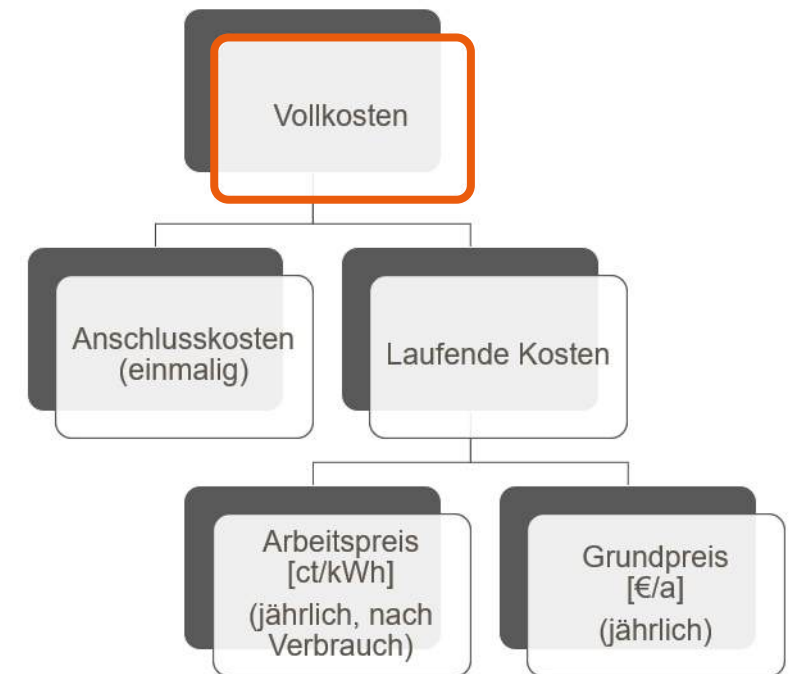 Vollkosten
Anschlusskosten
(einmalig)
Laufende Kosten
Arbeitspreis
[ct/kWh]
(jährlich, nach
Verbrauch)
Grundpreis
[€/a]
(jährlich)